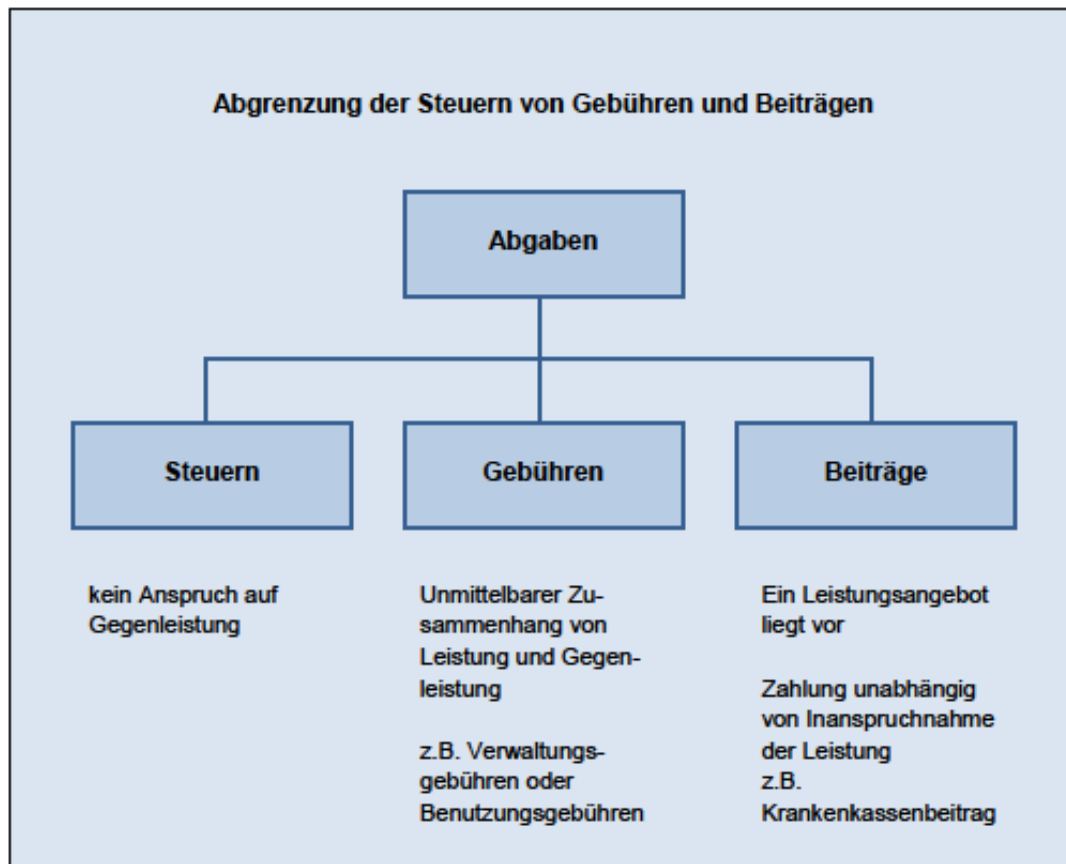 Abgrenzung der Steuern von Gebühren und Beiträgen
Abgaben
Steuern
Gebühren
Beiträge
kein Anspruch auf
Gegenleistung
Unmittelbarer Zu-
sammenhang von
Leistung und Gegen-
leistung
z.B. Verwaltungs-
gebühren oder
Benutzungsgebühren
Ein Leistungsangebot
liegt vor
Zahlung unabhängig
von Inanspruchnahme
der Leistung
z.B.
Krankenkassenbeitrag